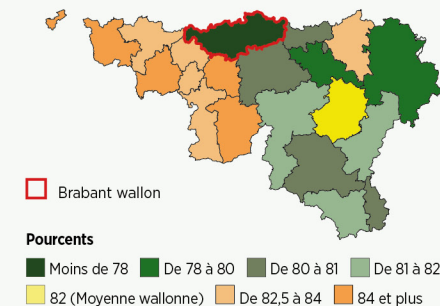 Brabant wallon
Pourcents
Moins de 78 De 78 à 80 De 80 à 81 De 81 à 82
82 (Moyenne wallonne) De 82,5 à 84 84 et plus